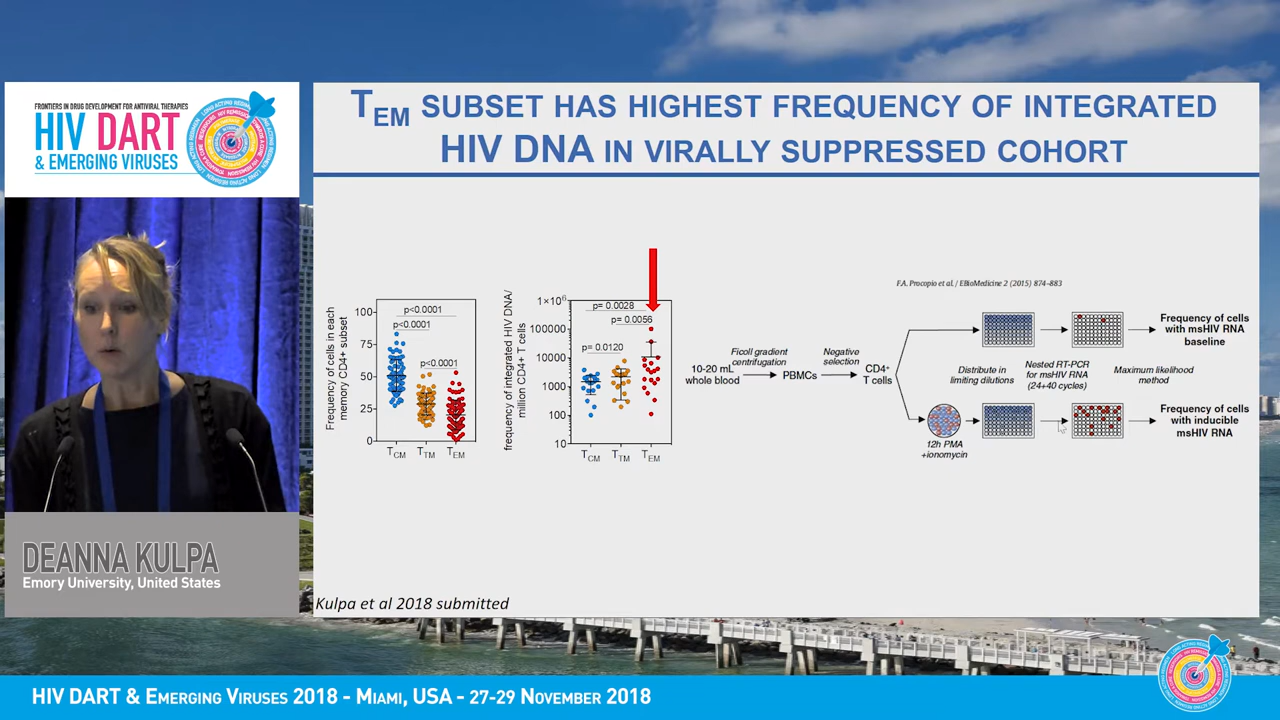 FRONTIERS IN DRUG DEVELOPMENT FOR ANTIVIRAL THERAPIES
HIV DART
& EMERGING VIRUSES
TEM SUBSET HAS HIGHEST FREQUENCY OF INTEGRATED
HIV DNA IN VIRALLY SUPPRESSED COHORT
Frequency of cells in each
memory CD4+ subset
100
75
50
25
0
p<0.0001
p<0.0001
p<0.0001
TCM
TTM
TEM
frequency of integrated HIV DNA/
million CD4+ T cells
1×10⁶
100000
10000
1000
100
10
p= 0.0028
p= 0.0056
p= 0.0120
TCM
TTM
TEM
F.A. Procopio et al. / EBioMedicine 2 (2015) 874–883
10-20 mL
whole blood
Ficoll gradient
centrifugation
PBMCs
Negative
selection
CD4⁺
T cells
12h PMA
+ionomycin
Distribute in
limiting dilutions
Nested RT-PCR
for msHIV RNA
(24+40 cycles)
Maximum likelihood
method
Frequency of cells
with msHIV RNA
baseline
Frequency of cells
with inducible
msHIV RNA
DEANNA KULPA
Emory University, United States
Kulpa et al 2018 submitted
HIV DART & EMERGING VIRUSES 2018 - MIAMI, USA - 27-29 NOVEMBER 2018